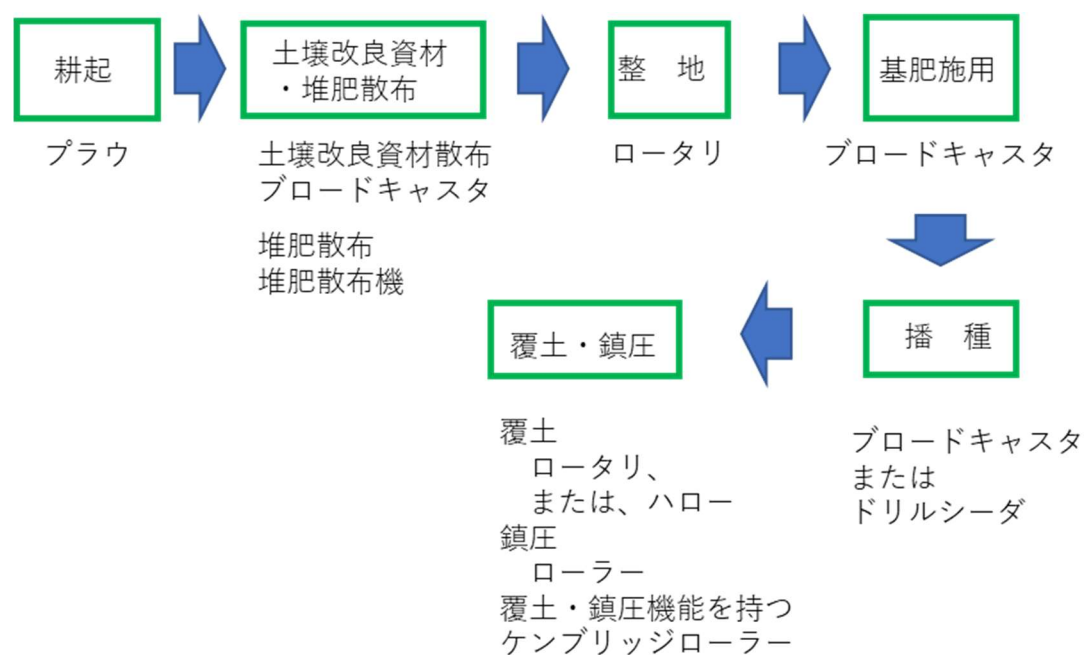 耕起
プラウ
土壌改良資材
・堆肥散布
土壌改良資材散布
ブロードキャスタ
堆肥散布
堆肥散布機
整　地
ロータリ
基肥施用
ブロードキャスタ
播　種
ブロードキャスタ
または
ドリルシーダ
覆土・鎮圧
覆土
　ロータリ、
　または、ハロー
鎮圧
　ローラー
覆土・鎮圧機能を持つ
ケンブリッジローラー